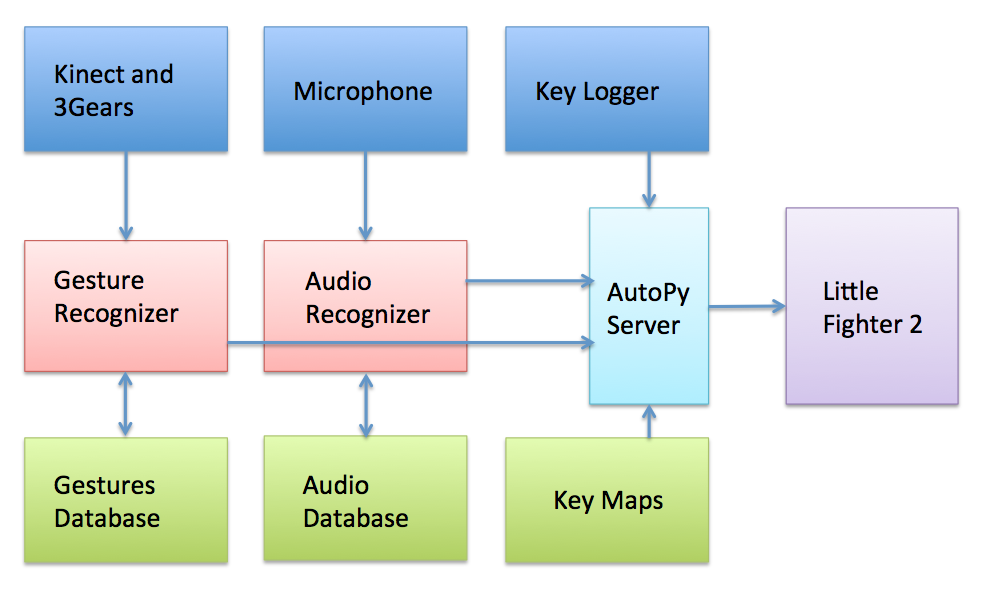 Kinect and
3Gears
Microphone
Key Logger
Gesture
Recognizer
Audio
Recognizer
AutoPy
Server
Little
Fighter 2
Gestures
Database
Audio
Database
Key Maps